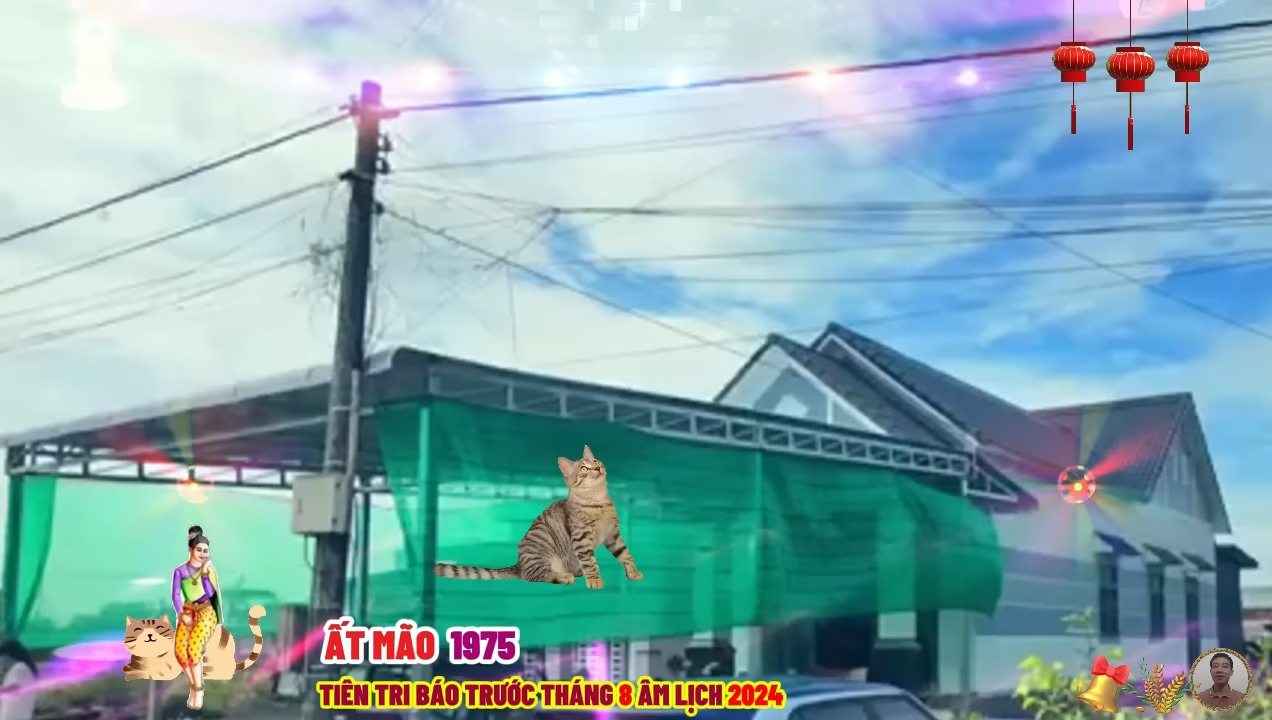 ẤT MÃO 1975
TIÊN TRI BÁO TRƯỚC THÁNG 8 ÂM LỊCH 2024